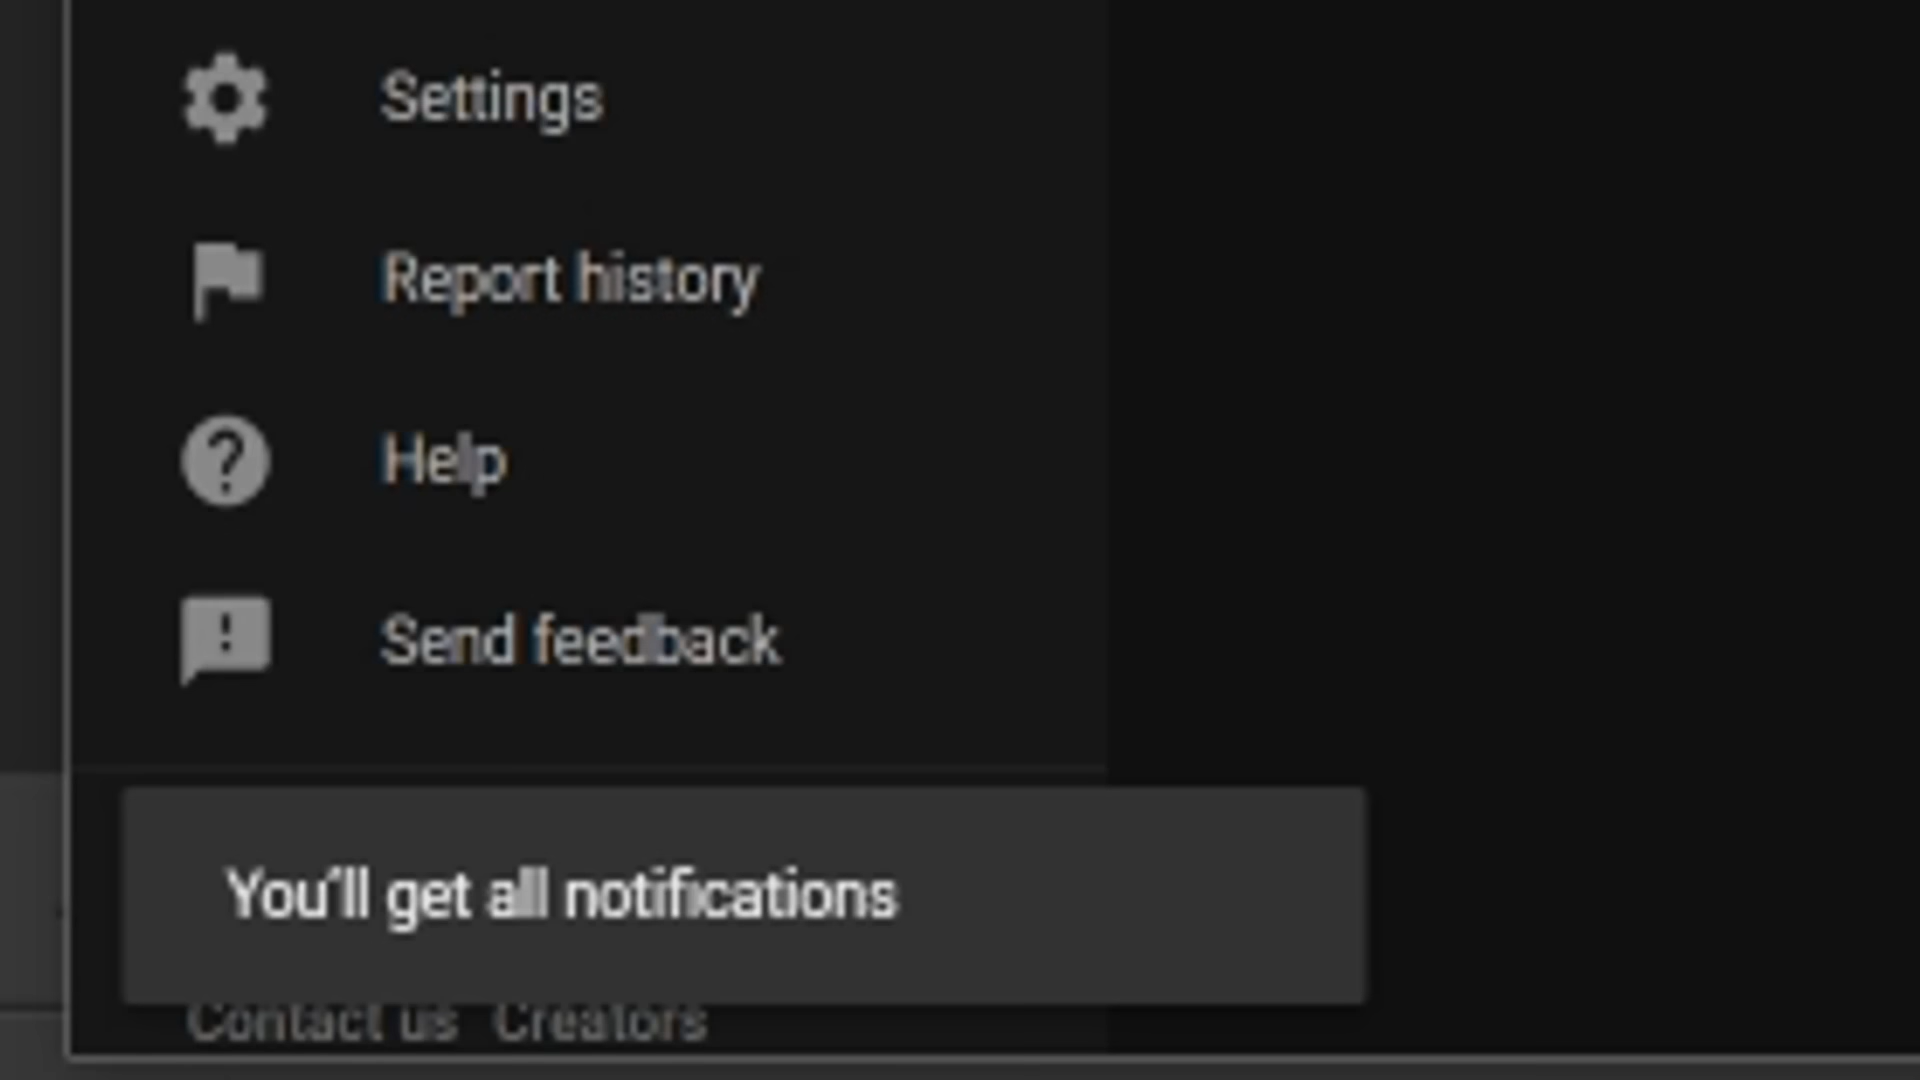 Settings
Report history
Help
Send feedback
You'll get all notifications
Contact us Creators